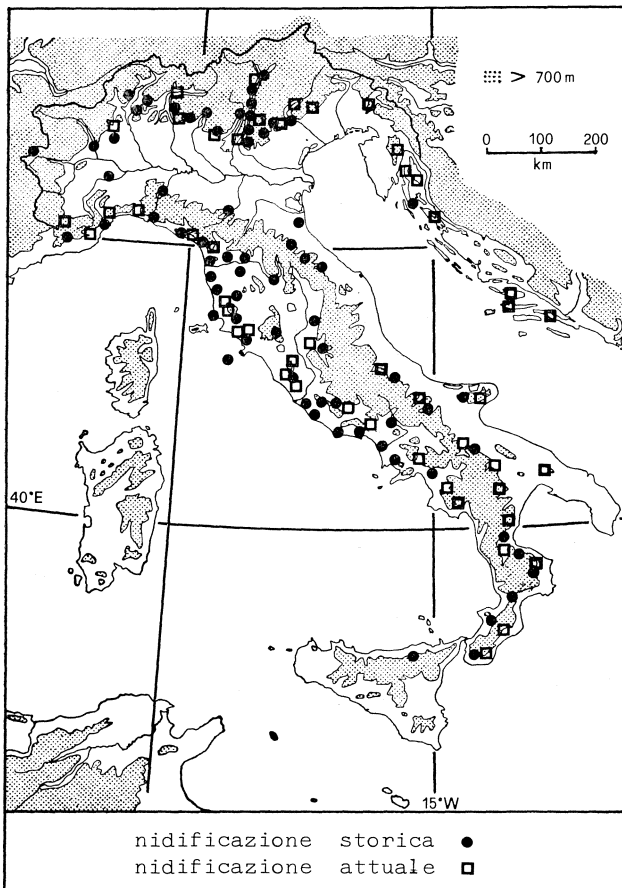 > 700 m
0 100 200
km
40°E
15°W
nidificazione storica
nidificazione attuale